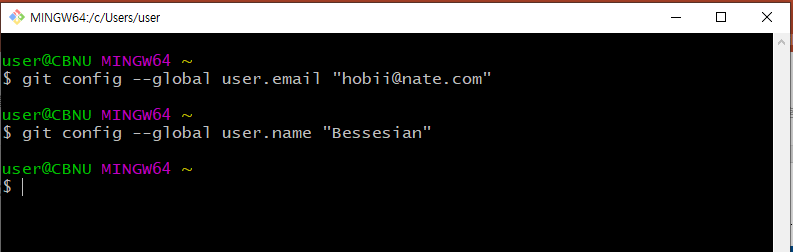 MINGW64:/c/Users/user
user@CBNU MINGW64 ~
$ git config --global user.email "hobii@nate.com"
user@CBNU MINGW64 ~
$ git config --global user.name "Bessesian"
user@CBNU MINGW64 ~
$